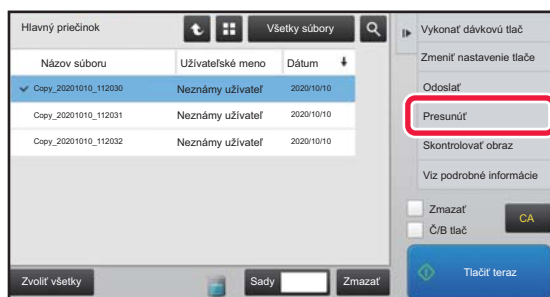 Hlavný priečinok
Všetky súbory
Názov súboru
Užívateľské meno
Dátum
Copy_20201010_112030
Neznámy užívateľ
2020/10/10
Copy_20201010_112031
Neznámy užívateľ
2020/10/10
Copy_20201010_112032
Neznámy užívateľ
2020/10/10
Zvoliť všetky
Sady
Zmazať
Vykonať dávkovú tlač
Zmeniť nastavenie tlače
Odoslať
Presunúť
Skontrolovať obraz
Viz podrobné informácie
Zmazať
Č/B tlač
CA
Tlačiť teraz